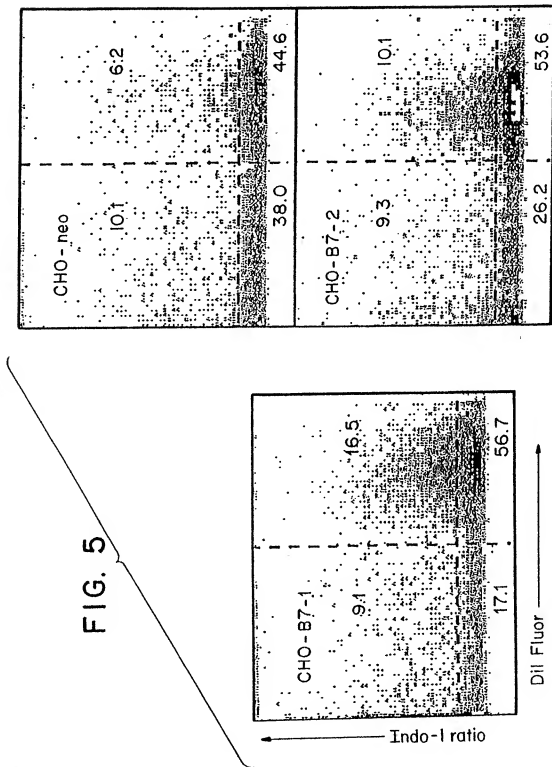 FIG. 5
CHO-neo
10.1
6.2
38.0
44.6
CHO-B7-1
9.1
16.5
17.1
56.7
CHO-B7-2
9.3
10.1
26.2
53.6
Indo-1 ratio
Dil Fluor